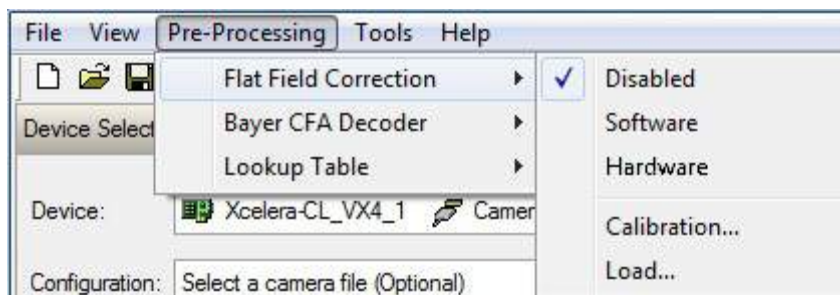 File View Pre-Processing Tools Help
Flat Field Correction Disabled
Device Select Bayer CFA Decoder Software
Lookup Table Hardware
Device: Xcelera-CL_VX4_1 Camer Calibration...
Configuration: Select a camera file (Optional) Load...